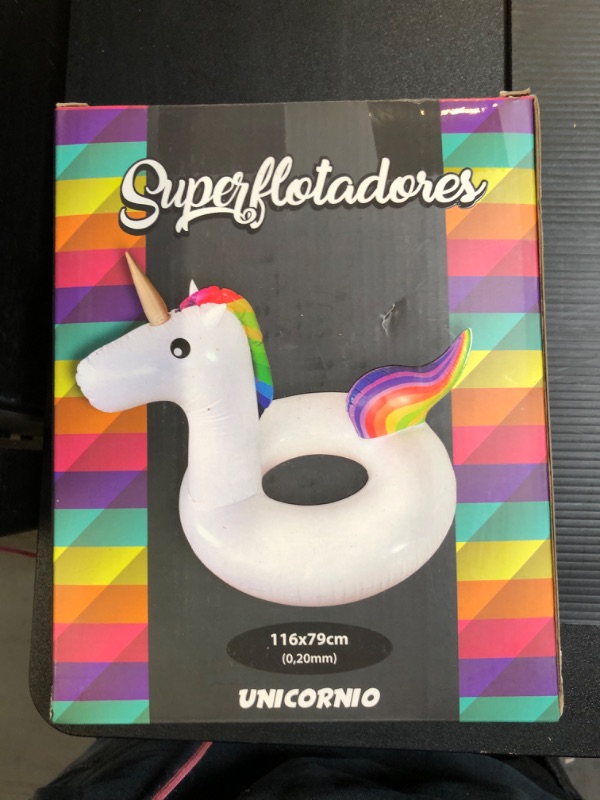 Superflotadores
116x79cm
(0,20mm)
UNICORNIO